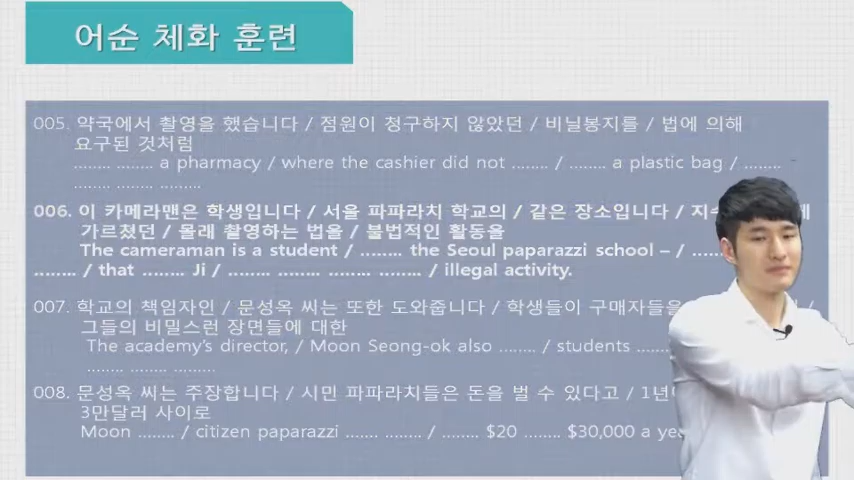 어순 체화 훈련
005. 약국에서 촬영을 했습니다 / 점원이 청구하지 않았던 / 비닐봉지를 / 법에 의해
요구된 것처럼
........ ........ a pharmacy / where the cashier did not ........ / ........ a plastic bag / ........
........ ........ .........
006. 이 카메라맨은 학생입니다 / 서울 파파라치 학교의 / 같은 장소입니다 /
가르쳤던 / 몰래 촬영하는 법을 / 불법적인 활동을
The cameraman is a student / ........ the Seoul paparazzi school – /
........ / that ........ Ji / ........ ........ ........ ........ / illegal activity.
007. 학교의 책임자인 / 문성옥 씨는 또한 도와줍니다 / 학생들이 구매자들을 /
그들의 비밀스런 장면들에 대한
The academy's director, / Moon Seong-ok also ........ / students
........ ........ .........
008. 문성옥 씨는 주장합니다 / 시민 파파라치들은 돈을 벌 수 있다고 /
3만달러 사이로
Moon ........ / citizen paparazzi ....... ........ / ........ $20 ........ $30,000 a